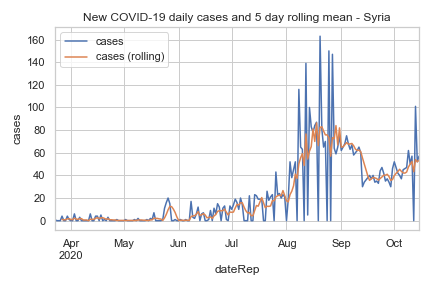 New COVID-19 daily cases and 5 day rolling mean - Syria
cases
cases (rolling)
160
140
120
100
80
60
40
20
0
cases
Apr
2020
May
Jun
Jul
Aug
Sep
Oct
dateRep